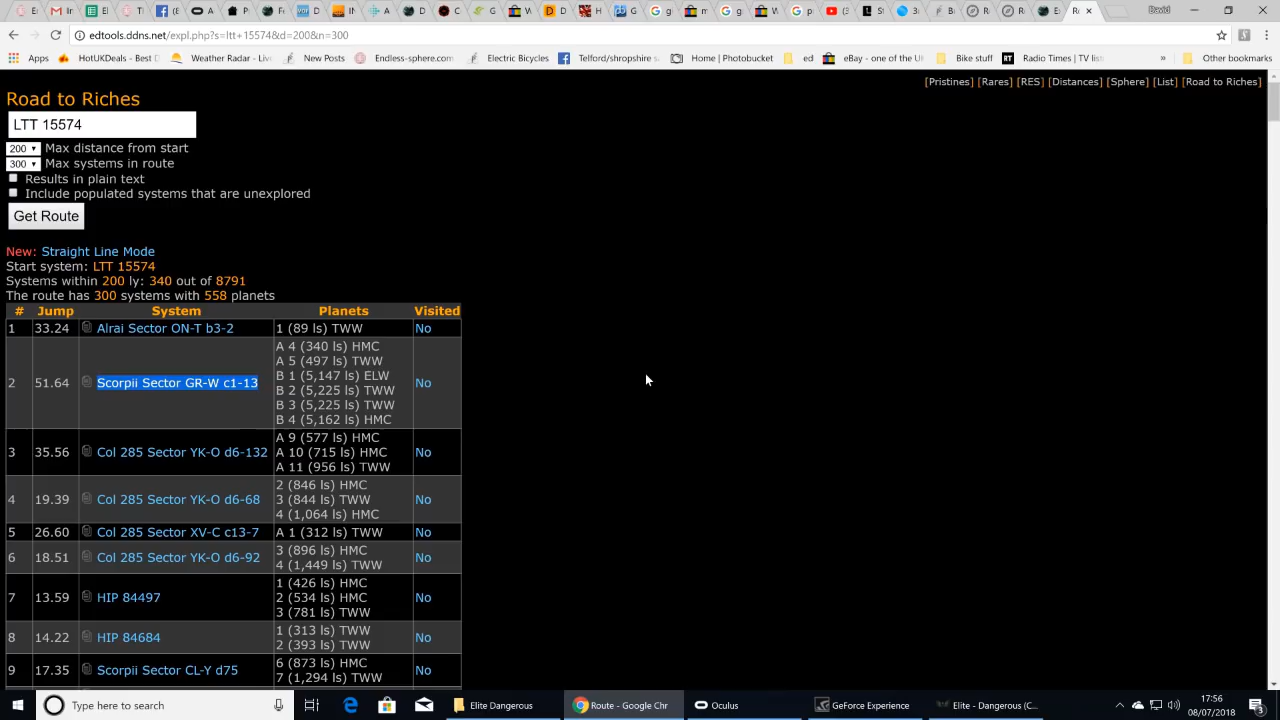 edtools.ddns.net/expl.php?s=ltt+15574&d=200&n=300
Apps HotUKDeals - Best D Weather Radar - Live New Posts Endless-sphere.com Electric Bicycles Telford/shropshire s Home | Photobucket ed eBay - one of the UK Bike stuff RT Radio Times | TV listi » Other bookmarks
[Pristines] [Rares] [RES] [Distances] [Sphere] [List] [Road to Riches]
Road to Riches
LTT 15574
200 Max distance from start
300 Max systems in route
Results in plain text
Include populated systems that are unexplored
Get Route
New: Straight Line Mode
Start system: LTT 15574
Systems within 200 ly: 340 out of 8791
The route has 300 systems with 558 planets
# Jump System Planets Visited
1 33.24 Alrai Sector ON-T b3-2 1 (89 ls) TWW No
A 4 (340 ls) HMC
A 5 (497 ls) TWW
B 1 (5,147 ls) ELW
2 51.64 Scorpii Sector GR-W c1-13 B 2 (5,225 ls) TWW No
B 3 (5,225 ls) TWW
B 4 (5,162 ls) HMC
A 9 (577 ls) HMC
3 35.56 Col 285 Sector YK-O d6-132 A 10 (715 ls) HMC No
A 11 (956 ls) TWW
2 (846 ls) HMC
4 19.39 Col 285 Sector YK-O d6-68 3 (844 ls) TWW No
4 (1,064 ls) HMC
5 26.60 Col 285 Sector XV-C c13-7 A 1 (312 ls) TWW No
6 18.51 Col 285 Sector YK-O d6-92 3 (896 ls) HMC No
4 (1,449 ls) TWW
1 (426 ls) HMC
7 13.59 HIP 84497 2 (534 ls) HMC No
3 (781 ls) TWW
8 14.22 HIP 84684 1 (313 ls) TWW No
2 (393 ls) TWW
9 17.35 Scorpii Sector CL-Y d75 6 (873 ls) HMC No
7 (1,294 ls) TWW
Type here to search Elite Dangerous Route - Google Chr Oculus GeForce Experience Elite - Dangerous (C... 17:56
08/07/2018